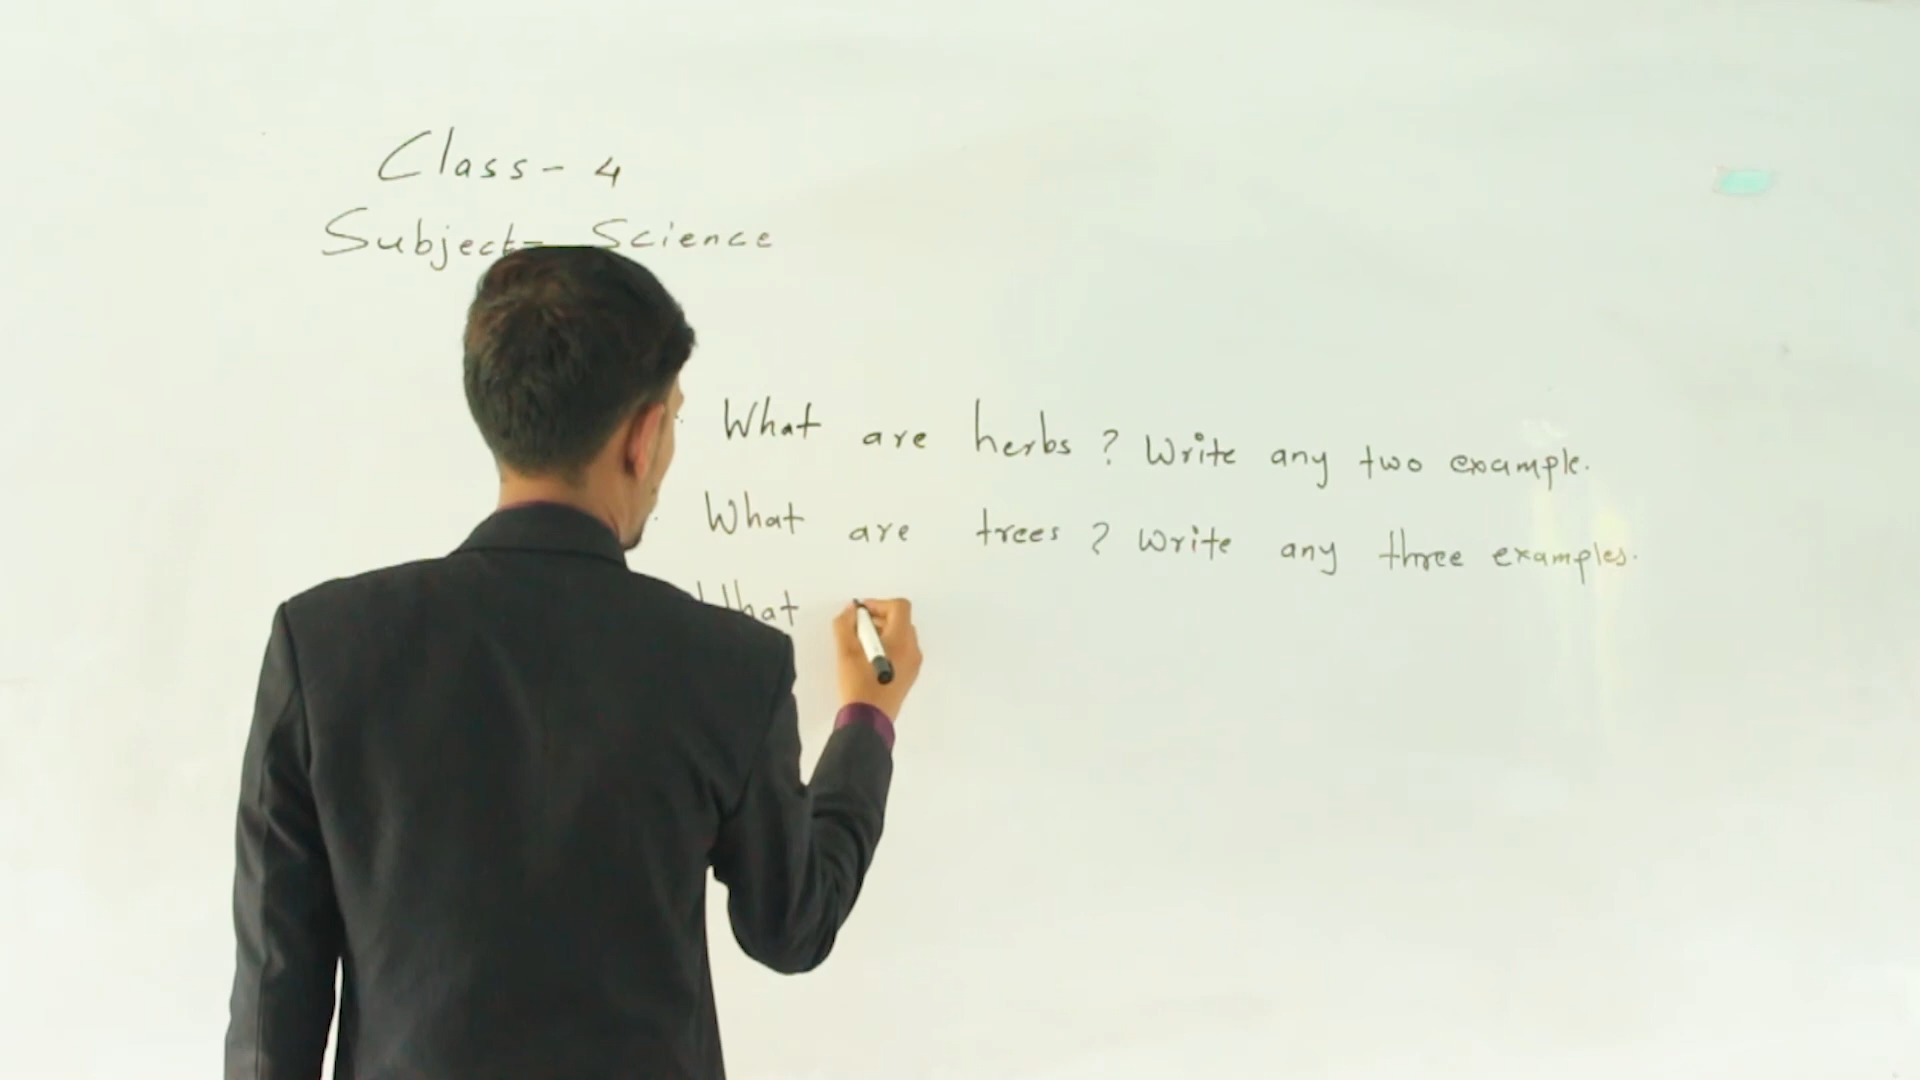 Class- 4
Subject- Science
What are herbs ? Write any two example.
What are trees ? Write any three examples.
What